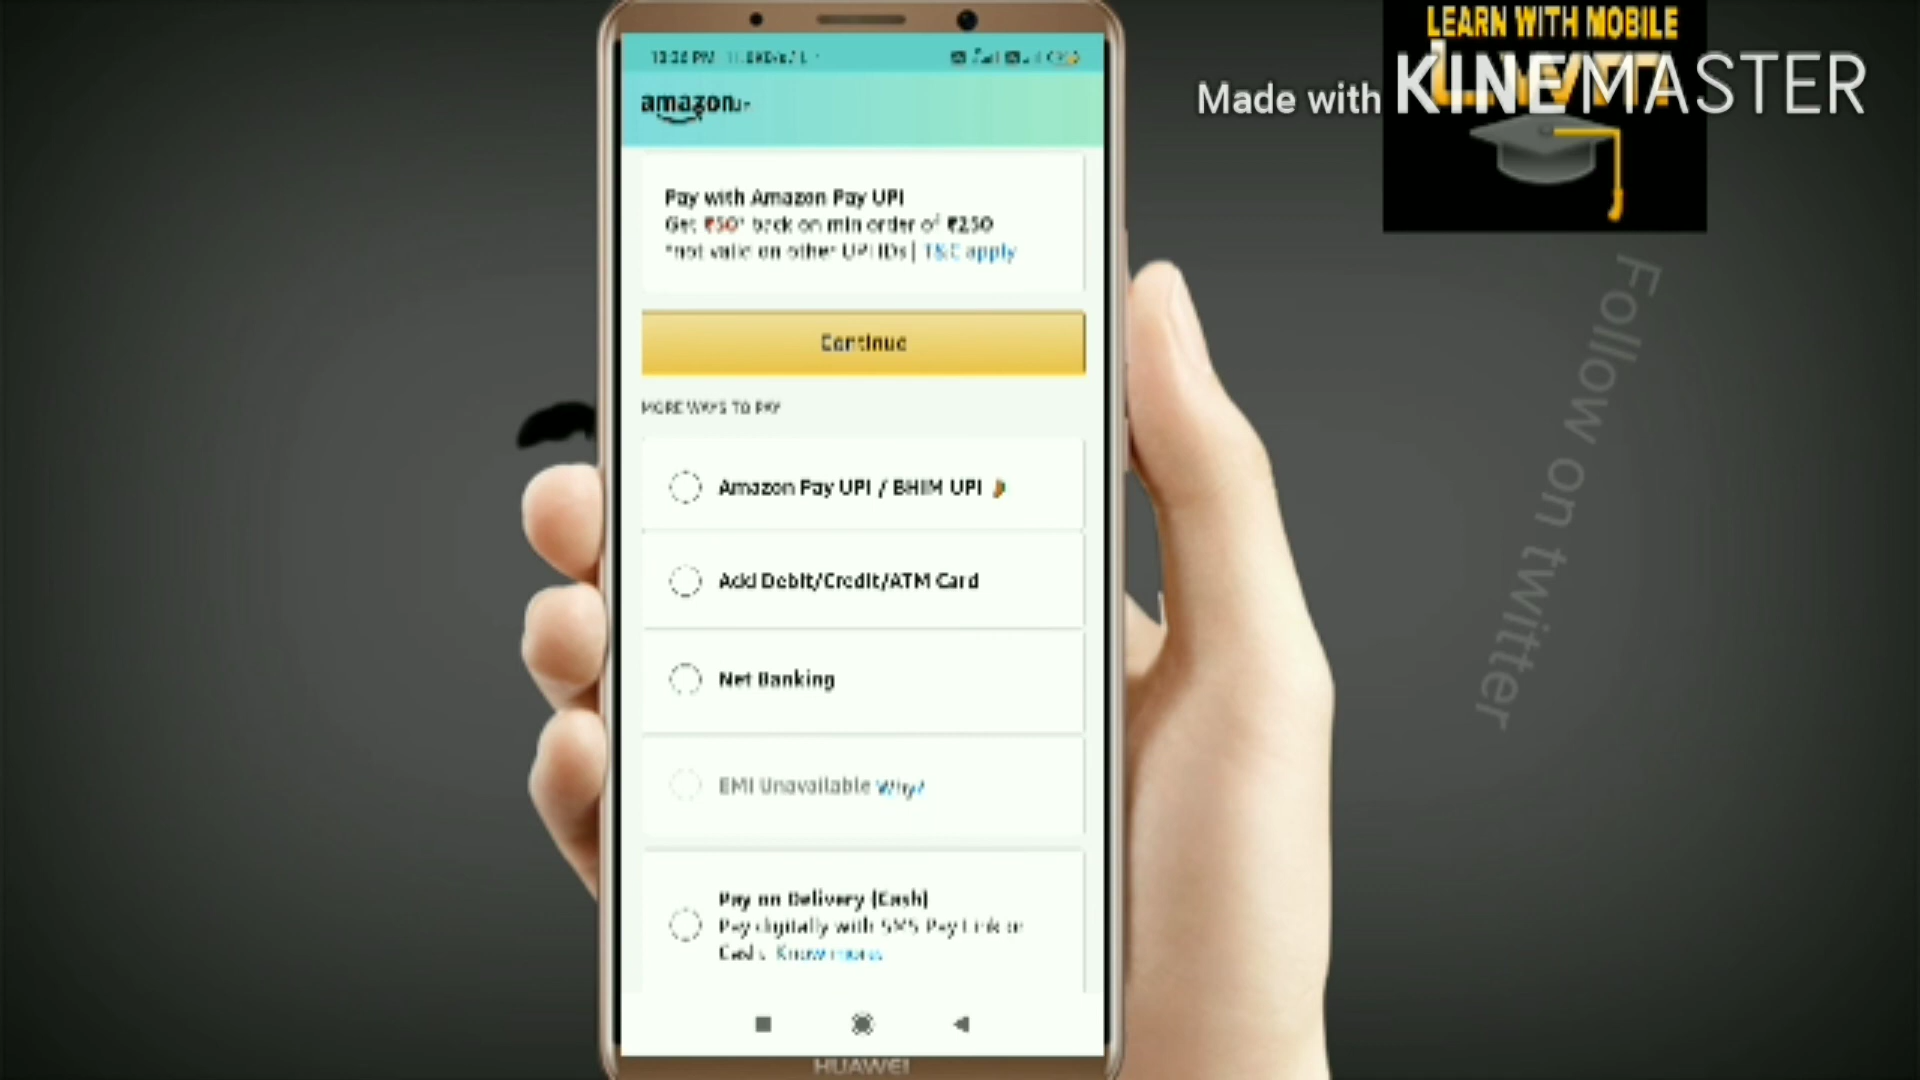 LEARN WITH MOBILE
Made with KINEMASTER
amazon
Pay with Amazon Pay UPI
Get ₹50* back on min order of ₹250
*not valid on other UPI IDs | T&C apply
Continue
MORE WAYS TO PAY
Amazon Pay UPI / BHIM UPI
Add Debit/Credit/ATM Card
Net Banking
EMI Unavailable Why?
Pay on Delivery (Cash)
Pay digitally with SMS Pay Link or
Cash. Know more.
HUAWEI
Follow on twitter